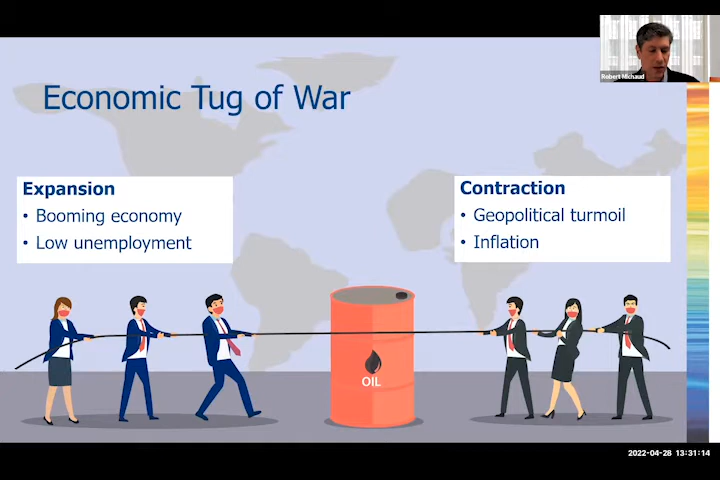 Robert Michaud
Economic Tug of War
Expansion
• Booming economy
• Low unemployment
Contraction
• Geopolitical turmoil
• Inflation
OIL
2022-04-28 13:31:14